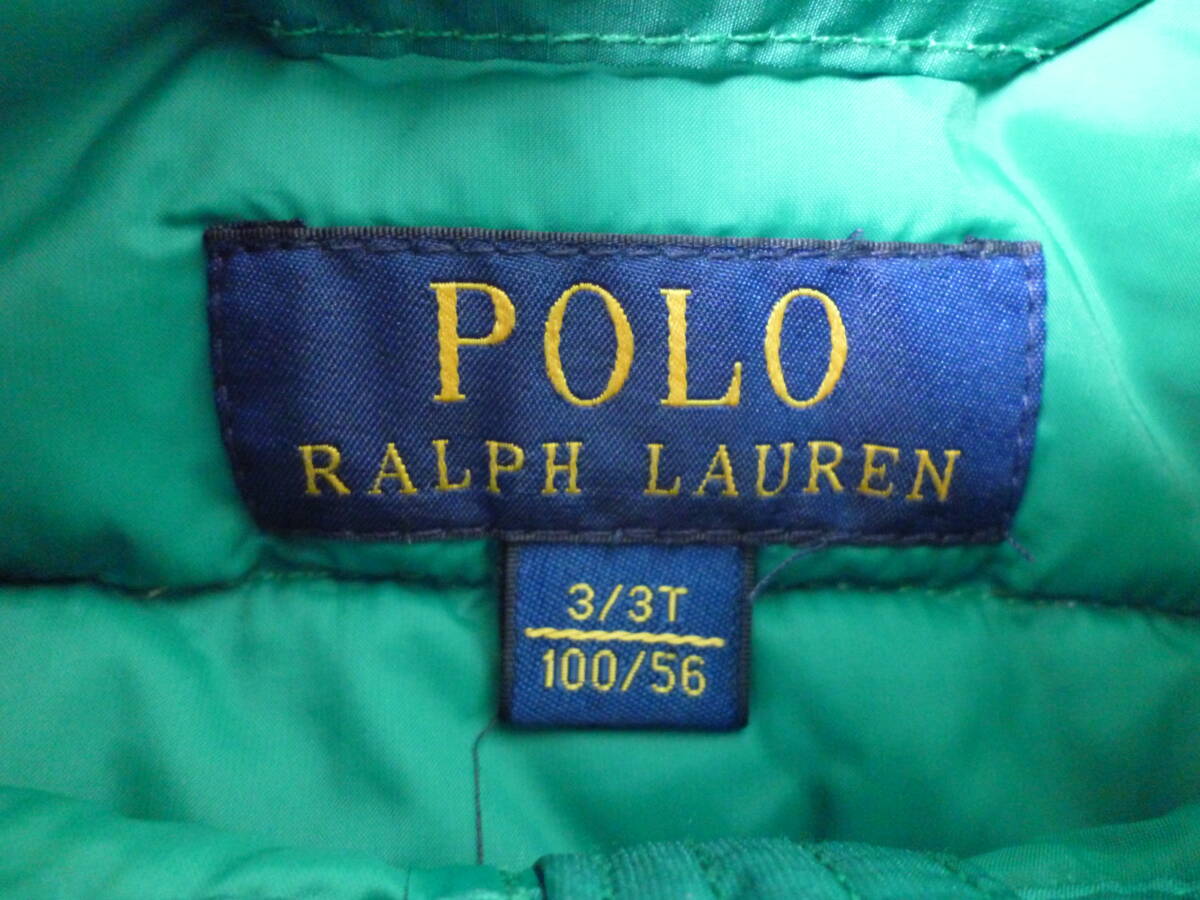 POLO
RALPH LAUREN
3/3T
100/56